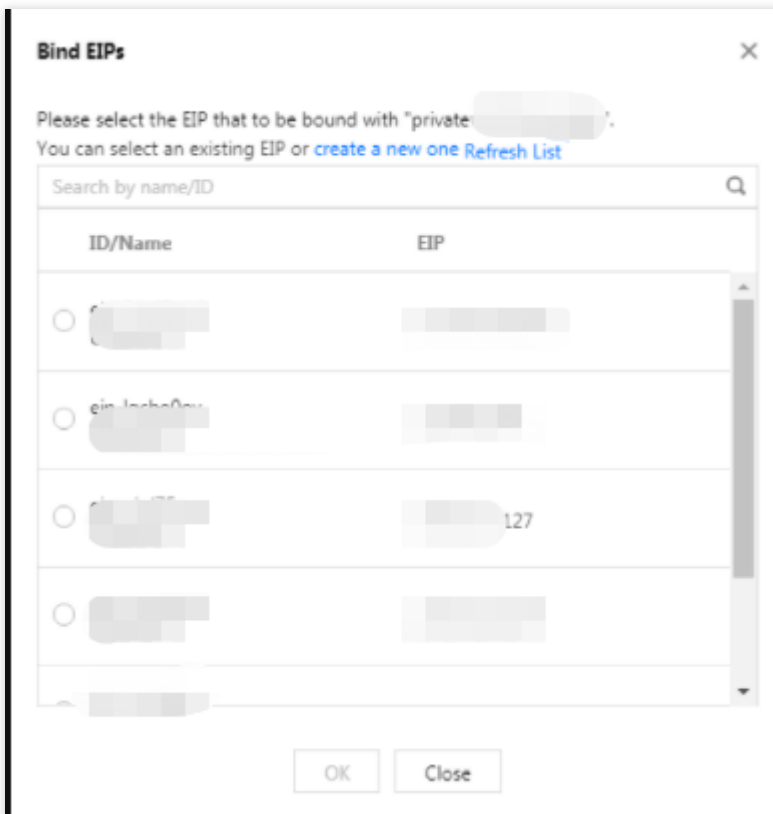 Bind EIPs
Please select the EIP that to be bound with "private ".
You can select an existing EIP or create a new one Refresh List
Search by name/ID
ID/Name EIP
127
OK Close